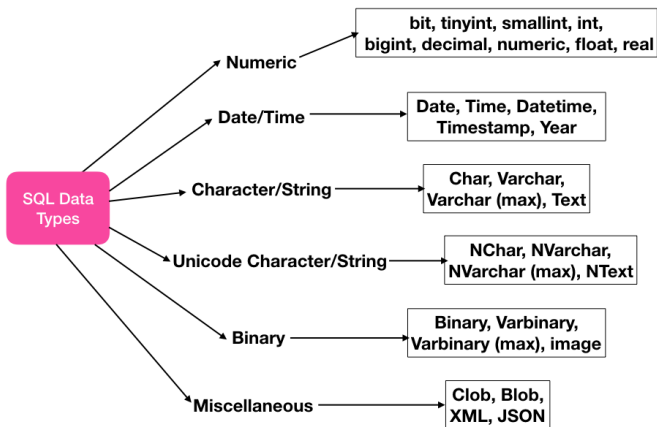 Numeric
bit, tinyint, smallint, int,
bigint, decimal, numeric, float, real
Date/Time
Date, Time, Datetime,
Timestamp, Year
SQL Data
Types
Character/String
Char, Varchar,
Varchar (max), Text
Unicode Character/String
NChar, NVarchar,
NVarchar (max), NText
Binary
Binary, Varbinary,
Varbinary (max), image
Miscellaneous
Clob, Blob,
XML, JSON